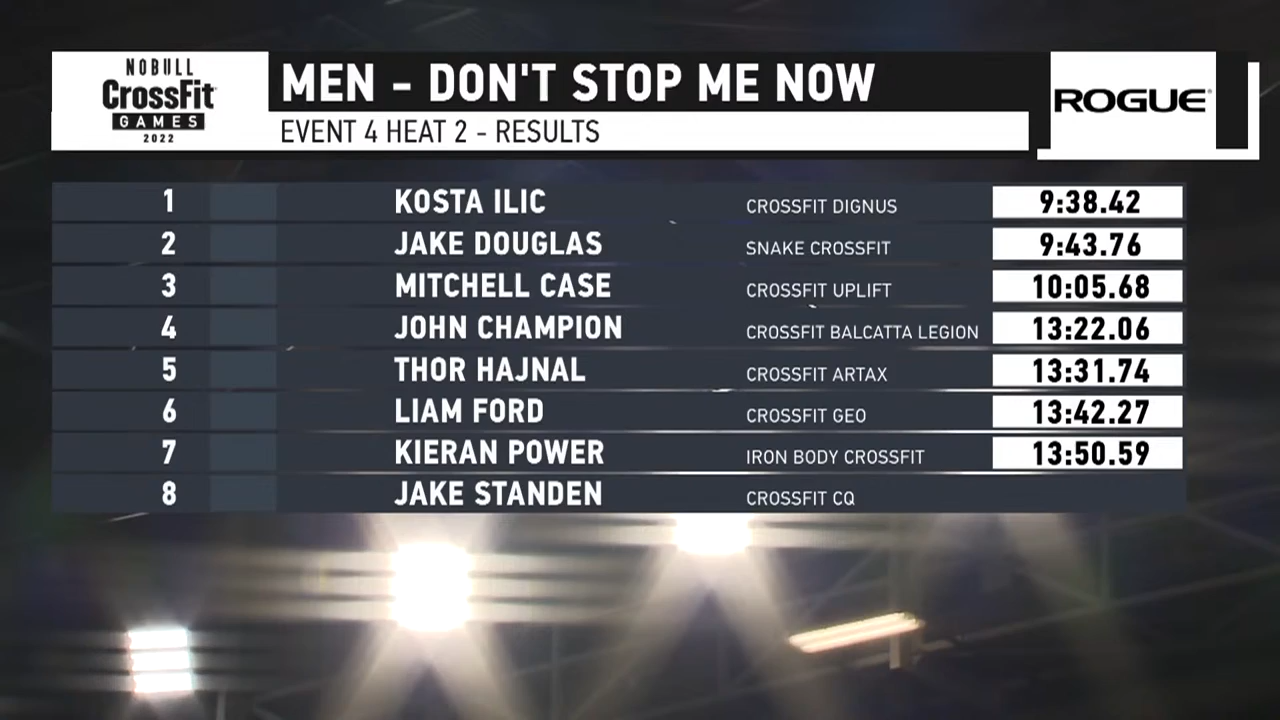 NOBULL
CrossFit
GAMES
2022
MEN - DON'T STOP ME NOW
EVENT 4 HEAT 2 - RESULTS
ROGUE
1 KOSTA ILIC CROSSFIT DIGNUS 9:38.42
2 JAKE DOUGLAS SNAKE CROSSFIT 9:43.76
3 MITCHELL CASE CROSSFIT UPLIFT 10:05.68
4 JOHN CHAMPION CROSSFIT BALCATTA LEGION 13:22.06
5 THOR HAJNAL CROSSFIT ARTAX 13:31.74
6 LIAM FORD CROSSFIT GEO 13:42.27
7 KIERAN POWER IRON BODY CROSSFIT 13:50.59
8 JAKE STANDEN CROSSFIT CQ